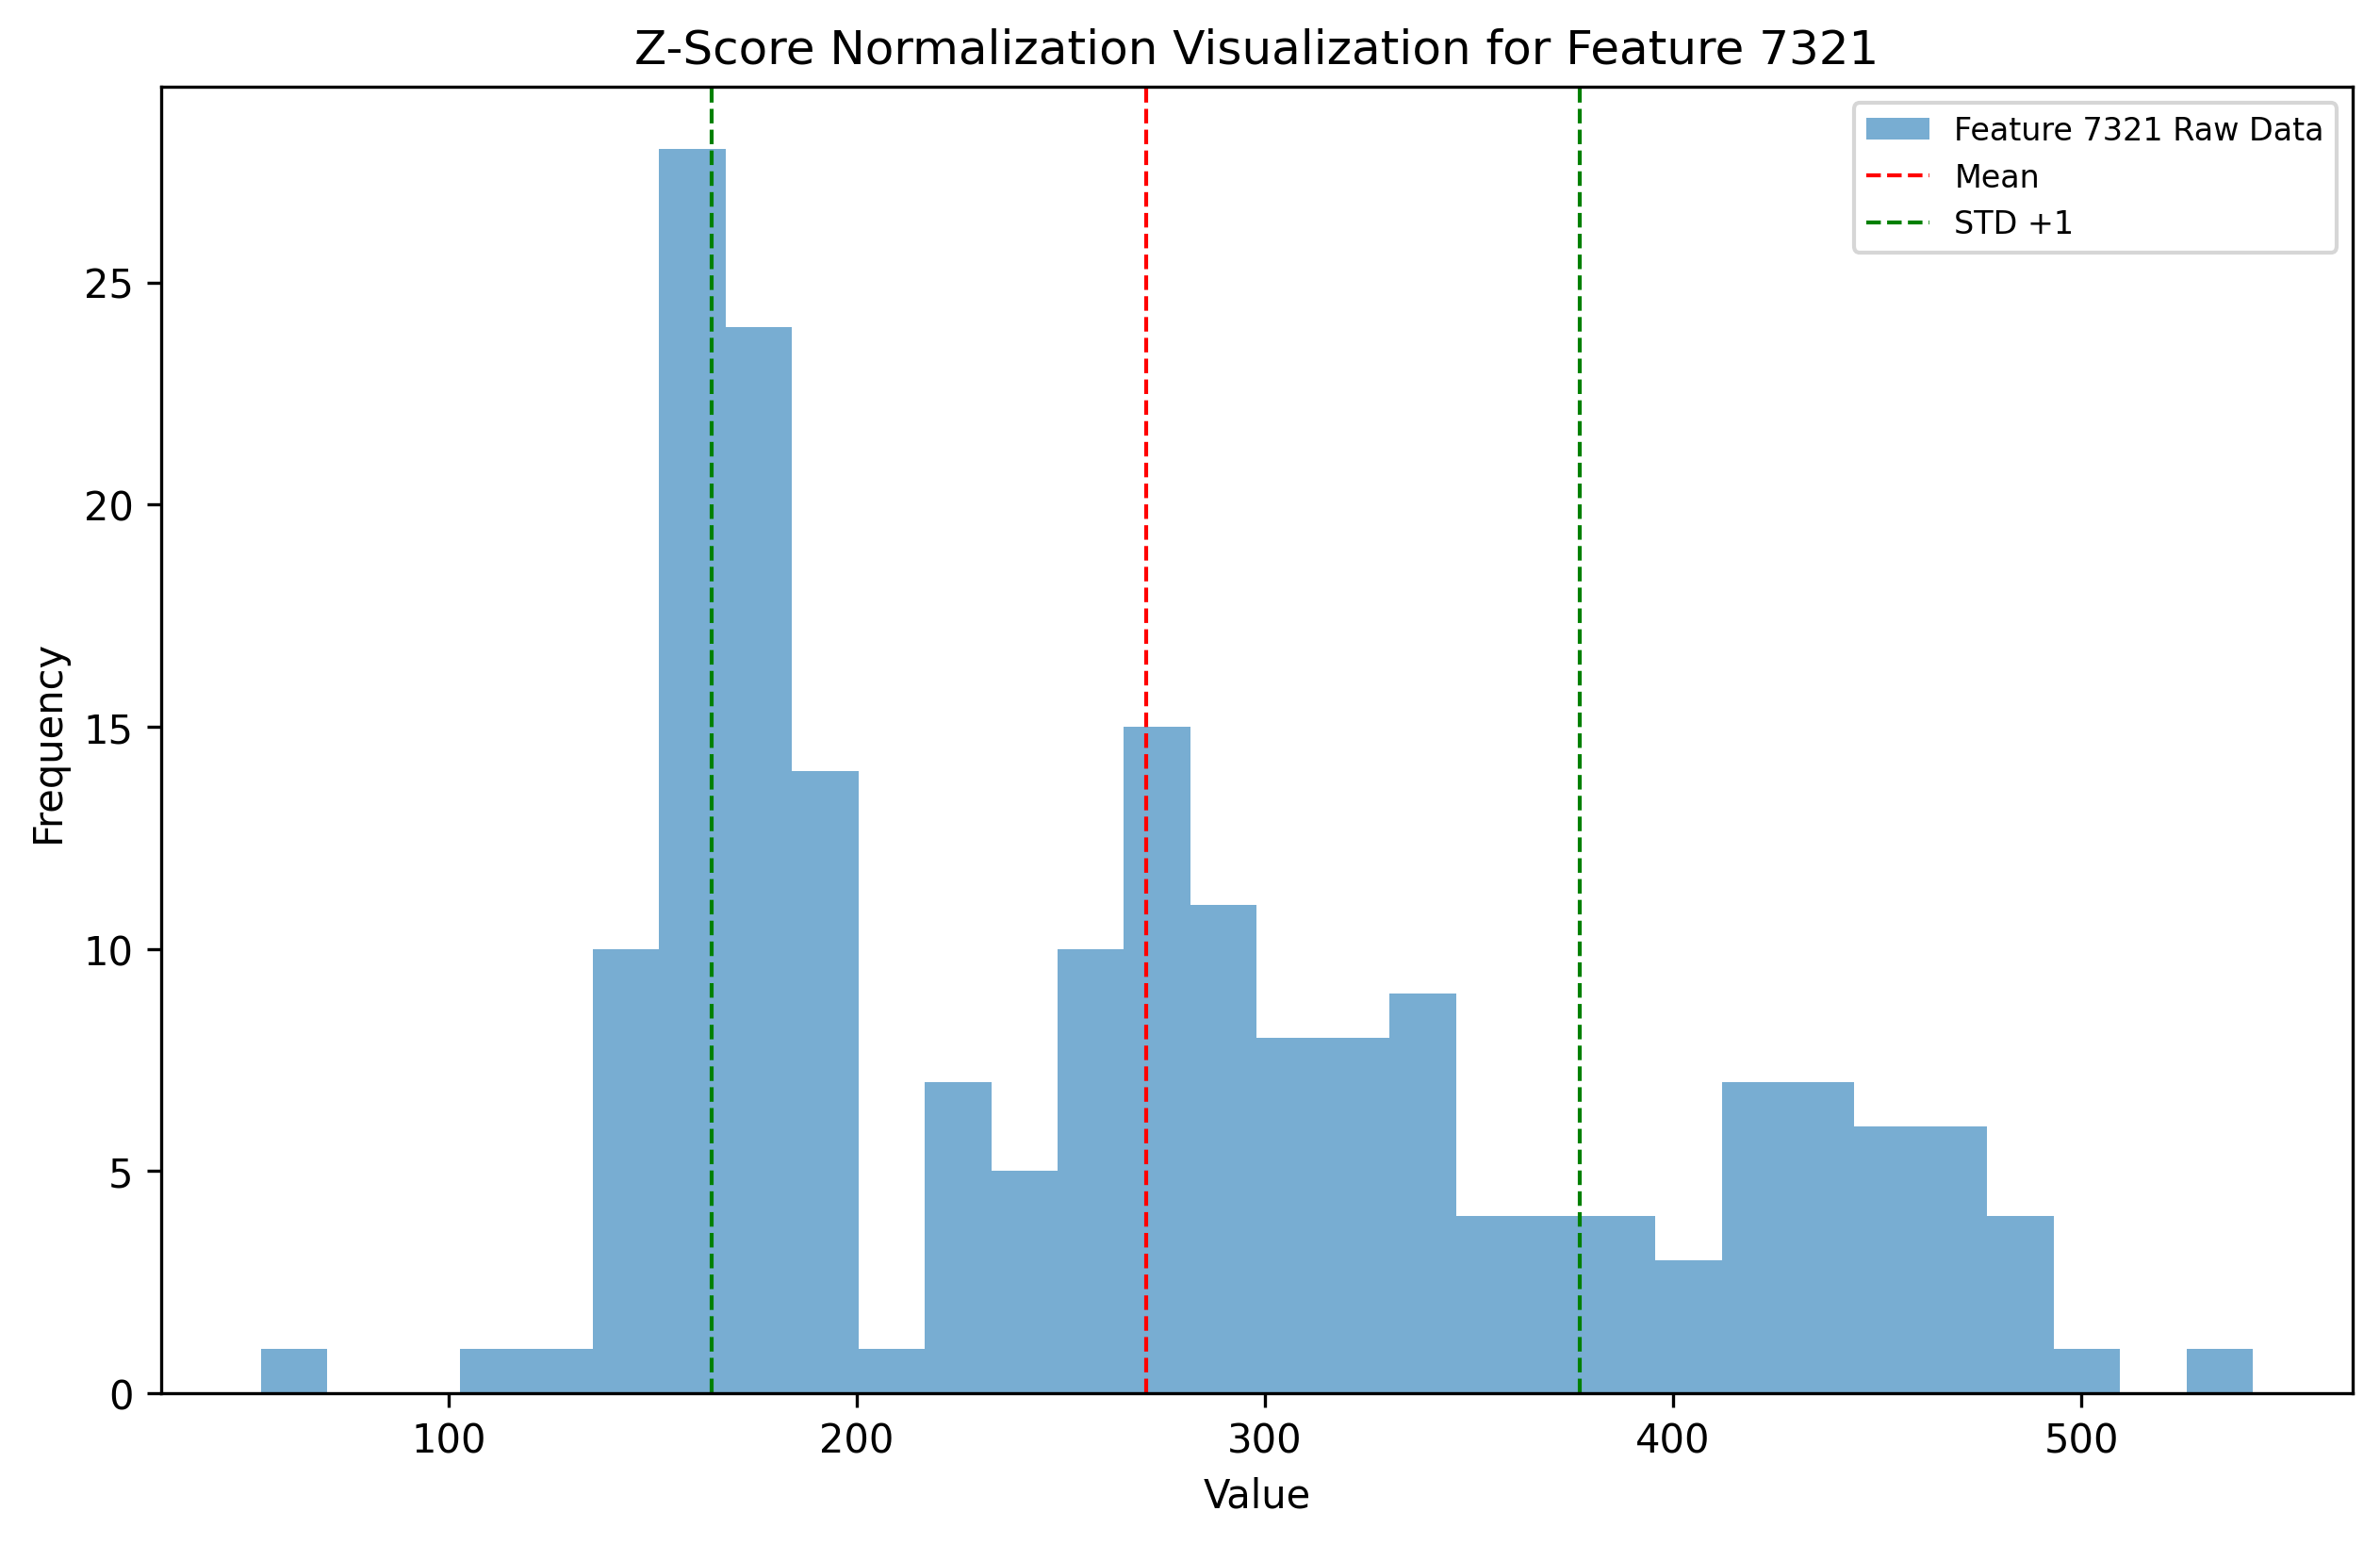 Z-Score Normalization Visualization for Feature 7321
Feature 7321 Raw Data
Mean
STD +1
Frequency
25
20
15
10
5
0
100 200 300 400 500
Value